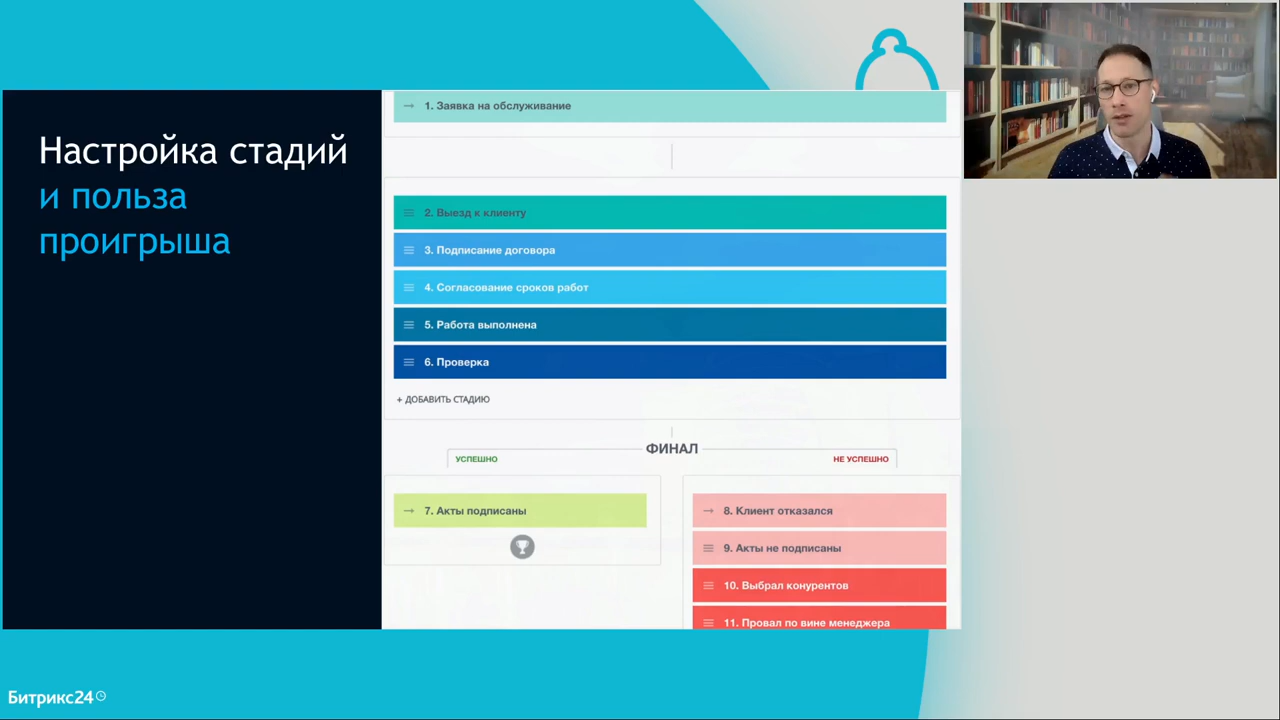 Настройка стадий
и польза
проигрыша
1. Заявка на обслуживание
2. Выезд к клиенту
3. Подписание договора
4. Согласование сроков работ
5. Работа выполнена
6. Проверка
+ ДОБАВИТЬ СТАДИЮ
ФИНАЛ
УСПЕШНО
НЕ УСПЕШНО
7. Акты подписаны
8. Клиент отказался
9. Акты не подписаны
10. Выбрал конурентов
11. Провал по вине менеджера
Битрикс24